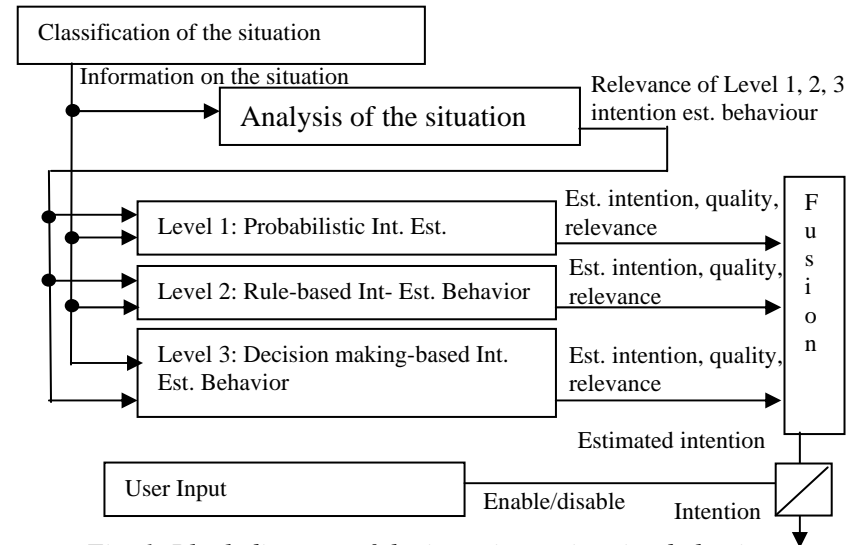 Classification of the situation
Information on the situation
Relevance of Level 1, 2, 3
intention est. behaviour
Analysis of the situation
Est. intention, quality,
relevance
Level 1: Probabilistic Int. Est.
Est. intention, quality,
relevance
Level 2: Rule-based Int- Est. Behavior
Est. intention, quality,
relevance
Level 3: Decision making-based Int.
Est. Behavior
F
u
s
i
o
n
Estimated intention
User Input
Enable/disable
Intention